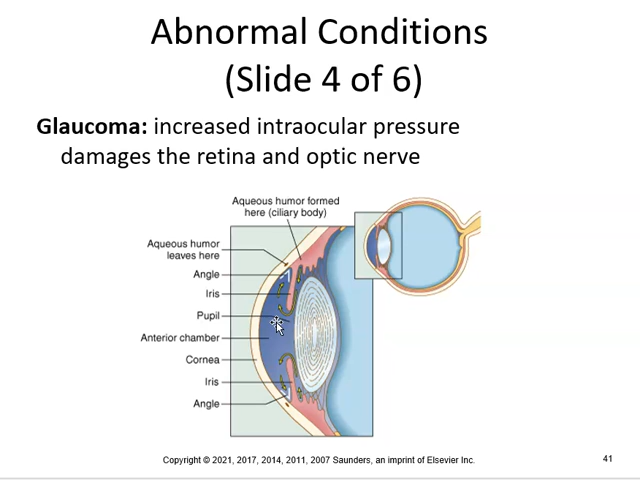 Abnormal Conditions
(Slide 4 of 6)
Glaucoma: increased intraocular pressure
damages the retina and optic nerve
Aqueous humor formed
here (ciliary body)
Aqueous humor
leaves here
Angle
Iris
Pupil
Anterior chamber
Cornea
Iris
Angle
Copyright © 2021, 2017, 2014, 2011, 2007 Saunders, an imprint of Elsevier Inc.
41